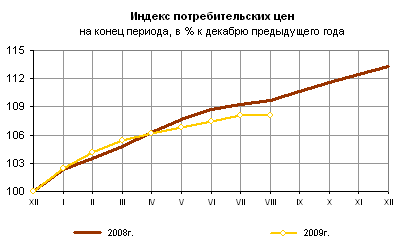 Индекс потребительских цен
на конец периода, в % к декабрю предыдущего года
115
112
109
106
103
100
XII I II III IV V VI VII VIII IX X XI XII
2008г. 2009г.